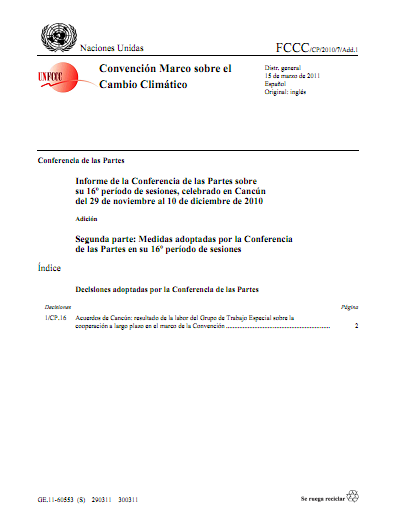 Naciones Unidas
FCCC/CP/2010/7/Add.1
UNFCCC
Convención Marco sobre el
Cambio Climático
Distr. general
15 de marzo de 2011
Español
Original: inglés
Conferencia de las Partes
Informe de la Conferencia de las Partes sobre
su 16º período de sesiones, celebrado en Cancún
del 29 de noviembre al 10 de diciembre de 2010
Adición
Segunda parte: Medidas adoptadas por la Conferencia
de las Partes en su 16º período de sesiones
Índice
Decisiones adoptadas por la Conferencia de las Partes
Decisiones Página
1/CP.16 Acuerdos de Cancún: resultado de la labor del Grupo de Trabajo Especial sobre la
cooperación a largo plazo en el marco de la Convención ........................................................ 2
GE.11-60553 (S) 290311 300311
Se ruega reciclar